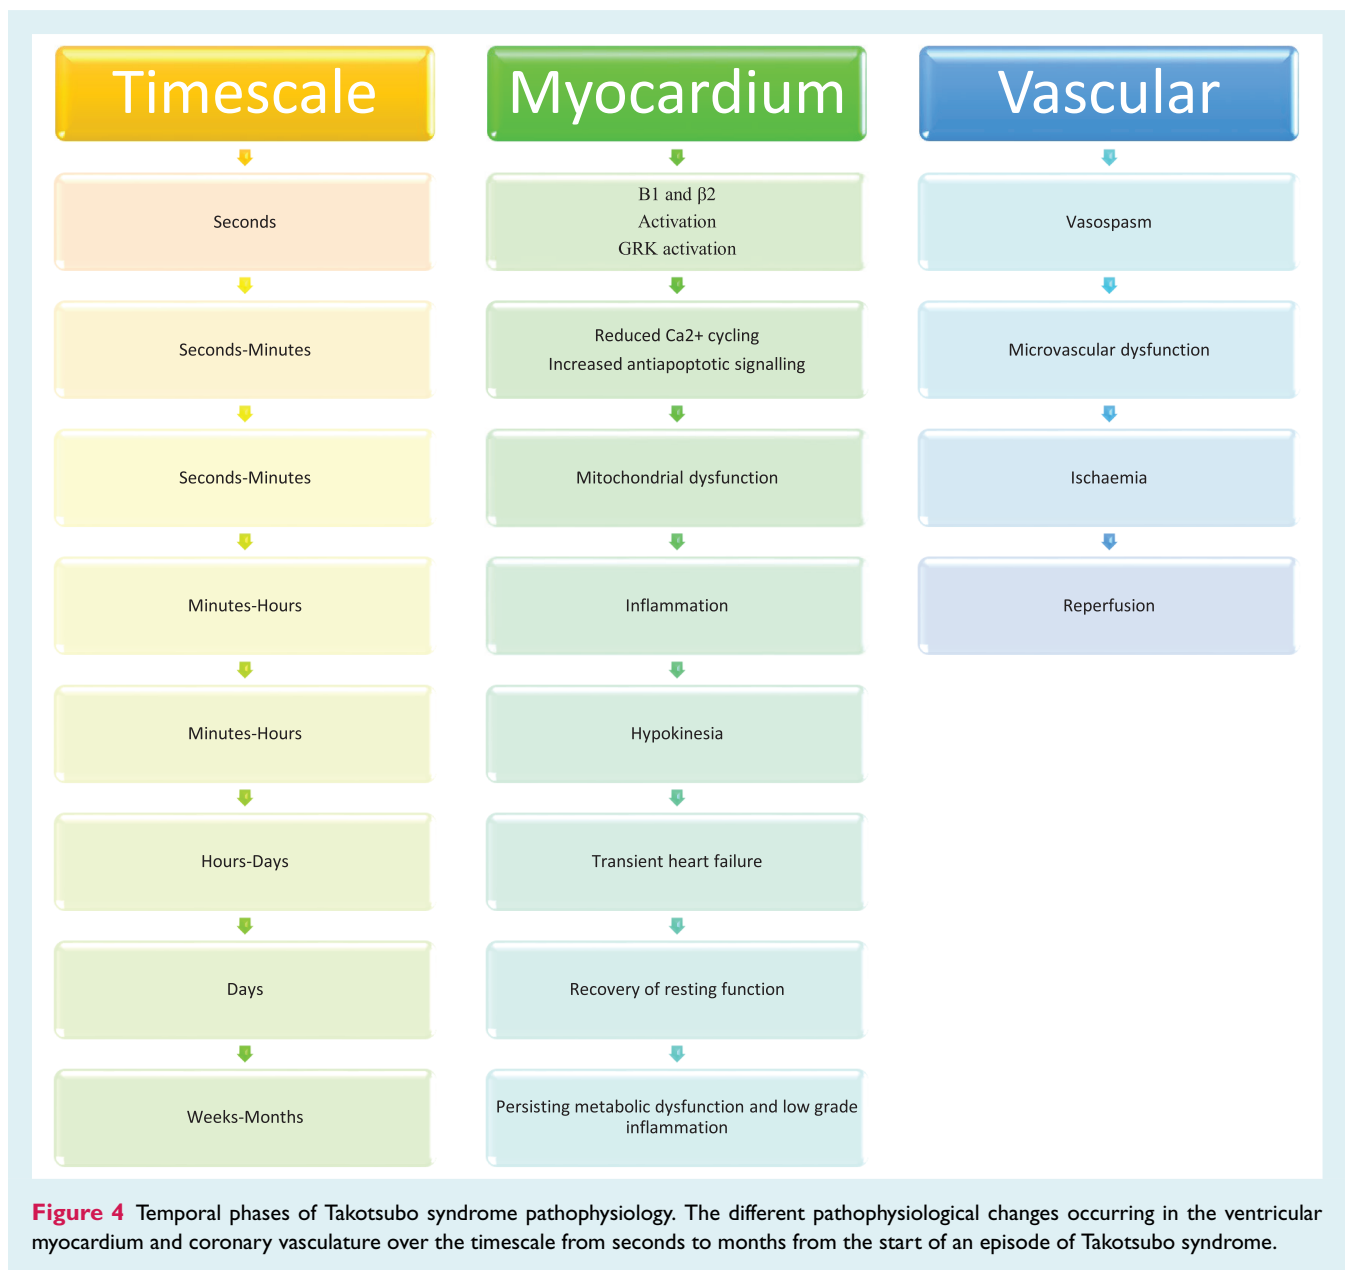 Timescale
Myocardium
Vascular
Seconds
B1 and β2
Activation
GRK activation
Vasospasm
Seconds-Minutes
Reduced Ca2+ cycling
Increased antiapoptotic signalling
Microvascular dysfunction
Seconds-Minutes
Mitochondrial dysfunction
Ischaemia
Minutes-Hours
Inflammation
Reperfusion
Minutes-Hours
Hypokinesia
Hours-Days
Transient heart failure
Days
Recovery of resting function
Weeks-Months
Persisting metabolic dysfunction and low grade
inflammation
Figure 4 Temporal phases of Takotsubo syndrome pathophysiology. The different pathophysiological changes occurring in the ventricular
myocardium and coronary vasculature over the timescale from seconds to months from the start of an episode of Takotsubo syndrome.